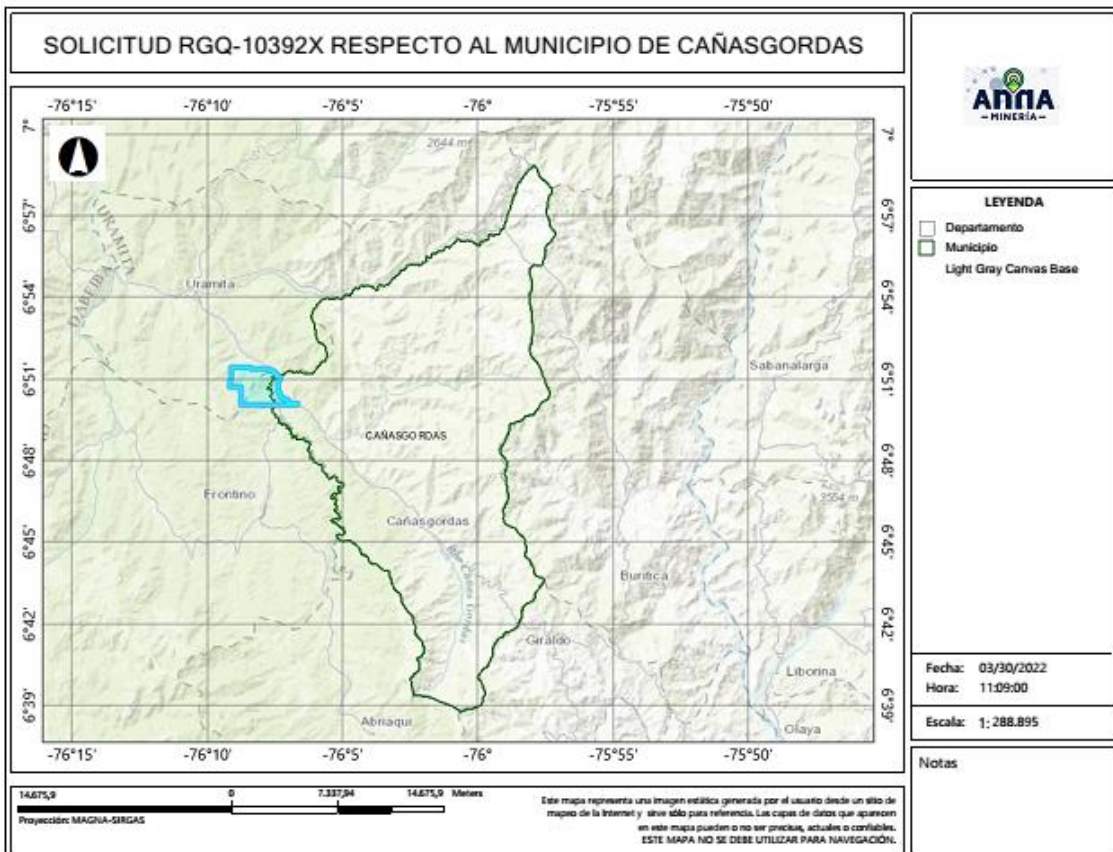 SOLICITUD RGQ-10392X RESPECTO AL MUNICIPIO DE CAÑASGORDAS
ANNA
-MINERÍA-
LEYENDA
Departamento
Municipio
Light Gray Canvas Base
-76°15' -76°10' -76°5' -76° -75°55' -75°50'
7° 7°
2644 m
6°57' 6°57'
URAMITA
DABEIBA
Uramita
6°54' 6°54'
Sabanalarga
6°51' 6°51'
CAÑASGORDAS
6°48' 6°48'
Frontino
2554 m
Cañasgordas
6°45' 6°45'
Buriticá
6°42' 6°42'
Giraldo
Liborina
6°39' 6°39'
Abriaquí
Olaya
-76°15' -76°10' -76°5' -76° -75°55' -75°50'
Fecha: 03/30/2022
Hora: 11:09:00
Escala: 1: 288.895
Notas
14.675,9 0 7.337,94 14.675,9 Meters
Proyección: MAGNA-SIRGAS
Este mapa representa una imagen estática generada por el usuario desde un sitio de
mapeo de la Internet y sirve sólo para referencia. Las capas de datos que aparecen
en este mapa pueden o no ser precisas, actuales o confiables.
ESTE MAPA NO SE DEBE UTILIZAR PARA NAVEGACIÓN.